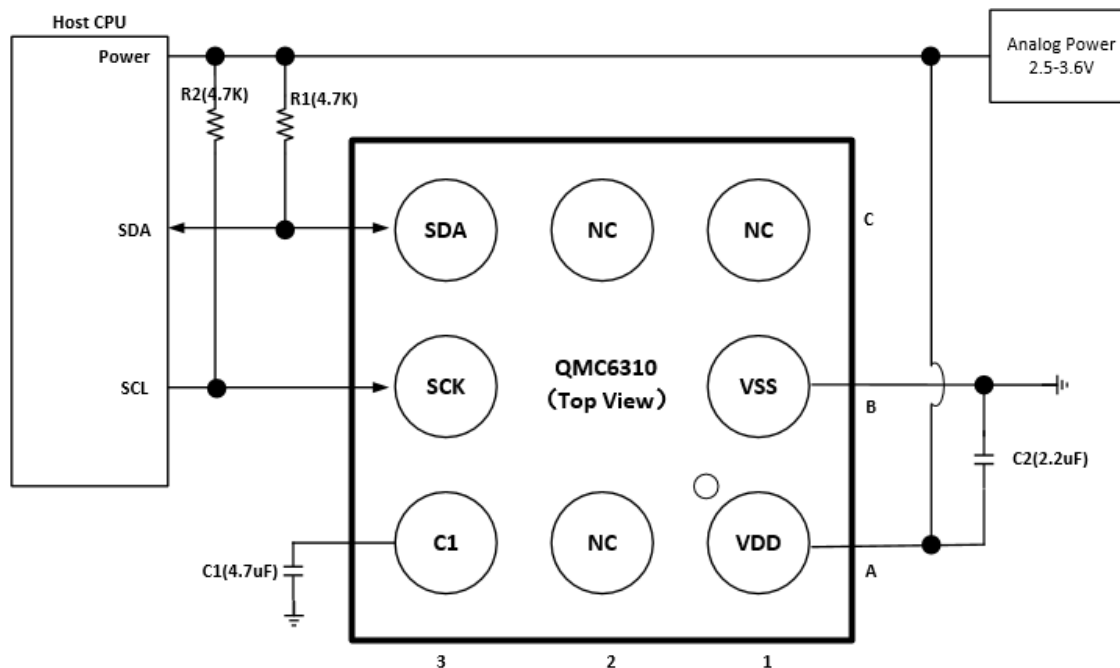 Host CPU
Power
Analog Power
2.5-3.6V
R2(4.7K)
R1(4.7K)
SDA
SDA
NC
NC
C
SCL
SCK
QMC6310
（Top View）
VSS
B
C2(2.2uF)
C1(4.7uF)
C1
NC
VDD
A
3
2
1